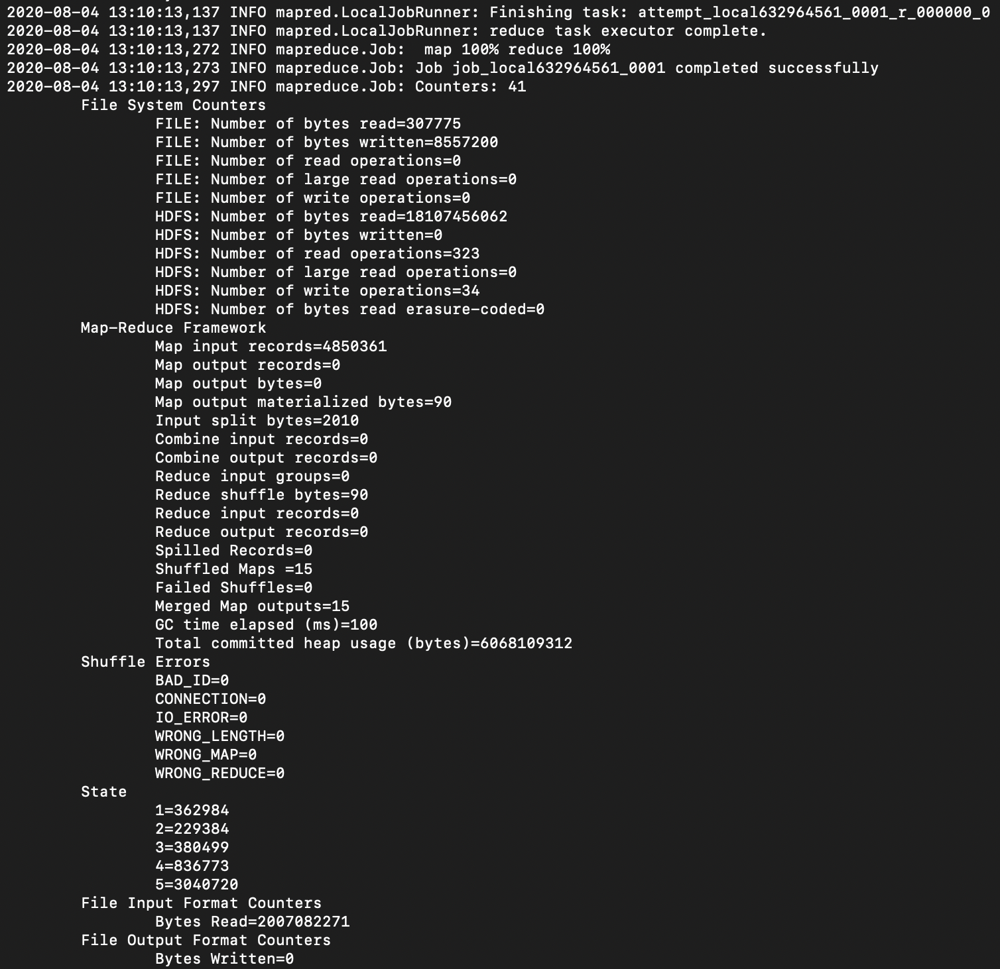 2020-08-04 13:10:13,137 INFO mapred.LocalJobRunner: Finishing task: attempt_local632964561_0001_r_000000_0
2020-08-04 13:10:13,137 INFO mapred.LocalJobRunner: reduce task executor complete.
2020-08-04 13:10:13,272 INFO mapreduce.Job:  map 100% reduce 100%
2020-08-04 13:10:13,273 INFO mapreduce.Job: Job job_local632964561_0001 completed successfully
2020-08-04 13:10:13,297 INFO mapreduce.Job: Counters: 41
File System Counters
FILE: Number of bytes read=307775
FILE: Number of bytes written=8557200
FILE: Number of read operations=0
FILE: Number of large read operations=0
FILE: Number of write operations=0
HDFS: Number of bytes read=18107456062
HDFS: Number of bytes written=0
HDFS: Number of read operations=323
HDFS: Number of large read operations=0
HDFS: Number of write operations=34
HDFS: Number of bytes read erasure-coded=0
Map-Reduce Framework
Map input records=4850361
Map output records=0
Map output bytes=0
Map output materialized bytes=90
Input split bytes=2010
Combine input records=0
Combine output records=0
Reduce input groups=0
Reduce shuffle bytes=90
Reduce input records=0
Reduce output records=0
Spilled Records=0
Shuffled Maps =15
Failed Shuffles=0
Merged Map outputs=15
GC time elapsed (ms)=100
Total committed heap usage (bytes)=6068109312
Shuffle Errors
BAD_ID=0
CONNECTION=0
IO_ERROR=0
WRONG_LENGTH=0
WRONG_MAP=0
WRONG_REDUCE=0
State
1=362984
2=229384
3=380499
4=836773
5=3040720
File Input Format Counters
Bytes Read=2007082271
File Output Format Counters
Bytes Written=0